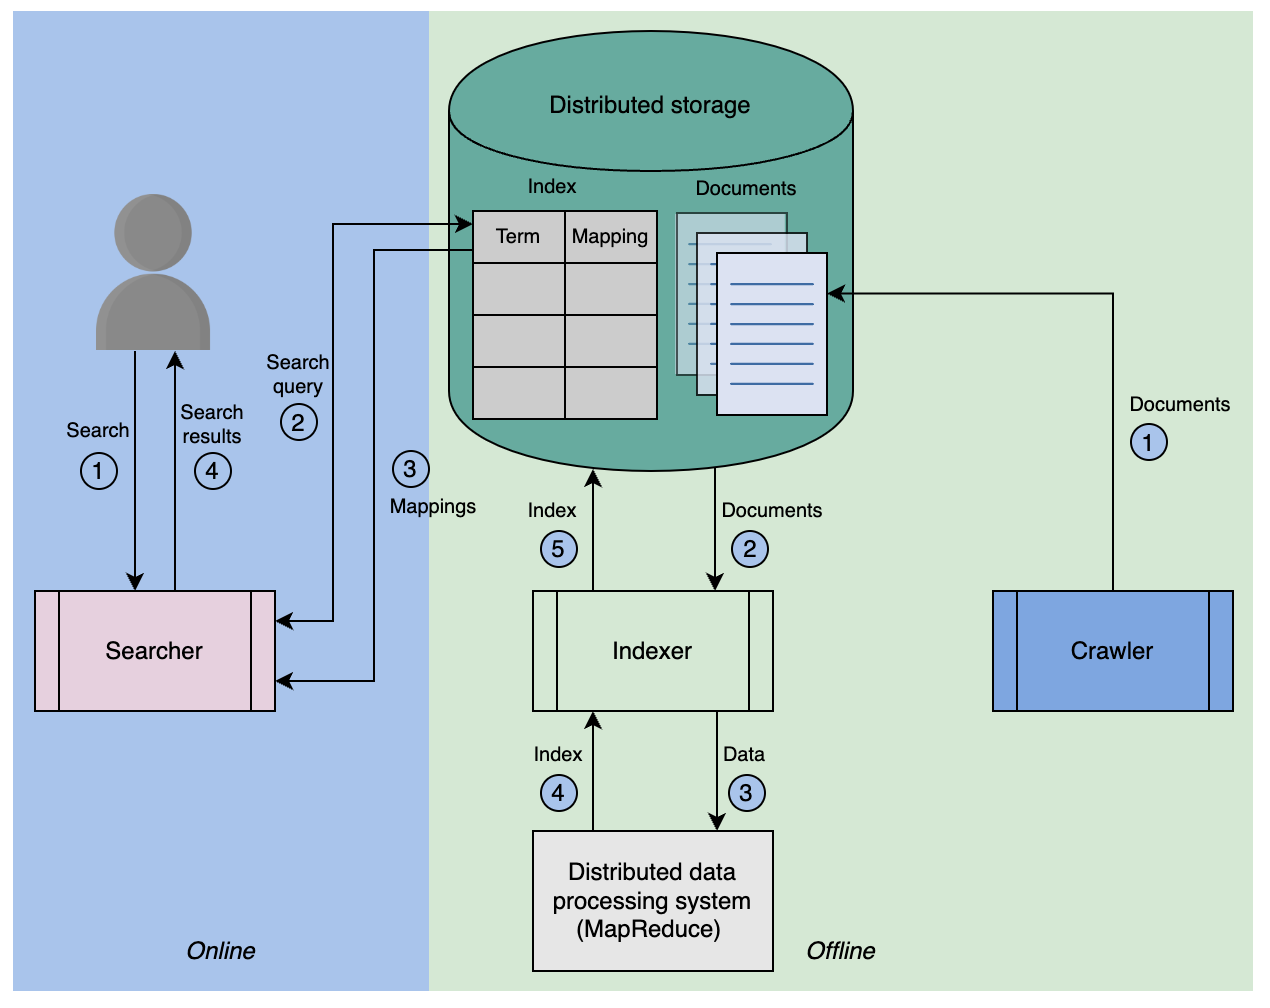 Distributed storage
Index
Documents
Term
Mapping
Search
query
2
Search
1
Search
results
4
3
Mappings
Documents
1
Index
5
Documents
2
Searcher
Indexer
Crawler
Index
4
Data
3
Distributed data
processing system
(MapReduce)
Online
Offline